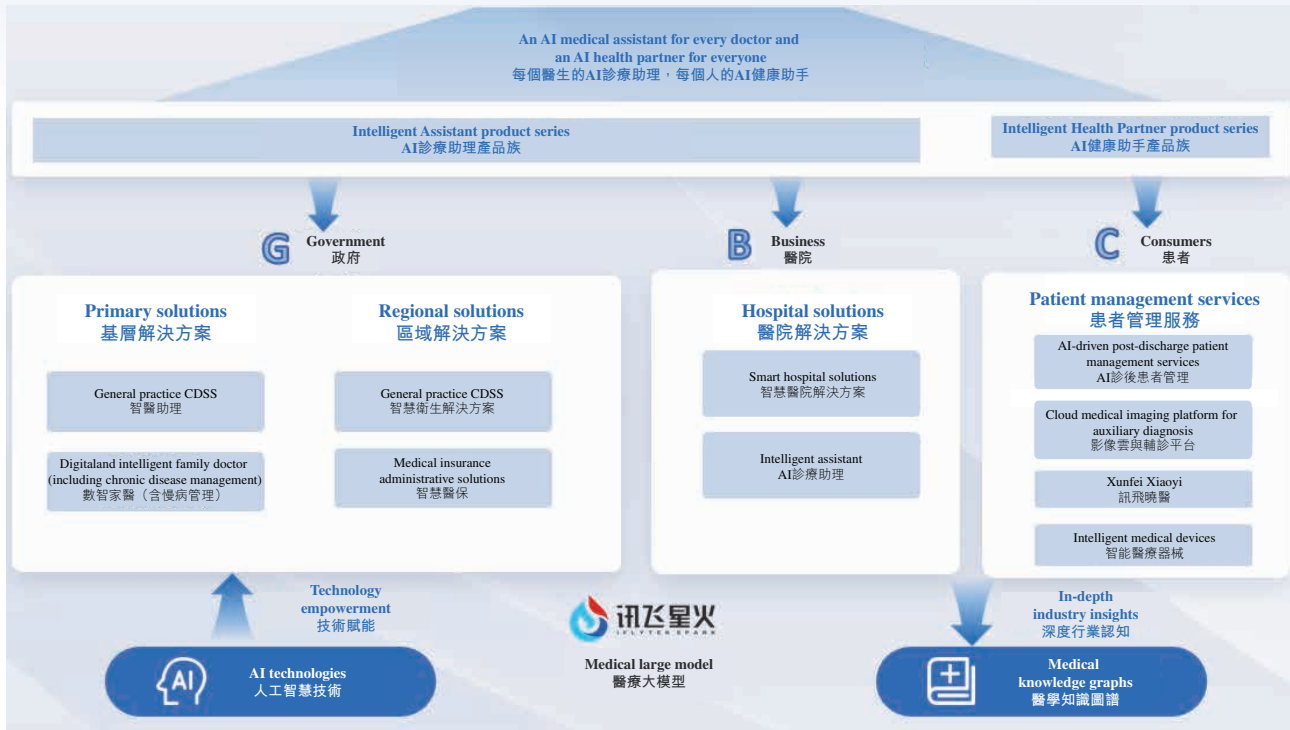 An AI medical assistant for every doctor and
an AI health partner for everyone
每個醫生的AI診療助理，每個人的AI健康助手
Intelligent Assistant product series
AI診療助理產品族
Intelligent Health Partner product series
AI健康助手產品族
G
Government
政府
B
Business
醫院
C
Consumers
患者
Primary solutions
基層解決方案
General practice CDSS
智醫助理
Digitaland intelligent family doctor
(including chronic disease management)
數智家醫（含慢病管理）
Regional solutions
區域解決方案
General practice CDSS
智慧衛生解決方案
Medical insurance
administrative solutions
智慧醫保
Hospital solutions
醫院解決方案
Smart hospital solutions
智慧醫院解決方案
Intelligent assistant
AI診療助理
Patient management services
患者管理服務
AI-driven post-discharge patient
management services
AI診後患者管理
Cloud medical imaging platform for
auxiliary diagnosis
影像雲與輔診平台
Xunfei Xiaoyi
訊飛曉醫
Intelligent medical devices
智能醫療器械
Technology
empowerment
技術賦能
讯飞星火
IFLYTEK SPARK
Medical large model
醫療大模型
In-depth
industry insights
深度行業認知
AI
AI technologies
人工智慧技術
Medical
knowledge graphs
醫學知識圖譜